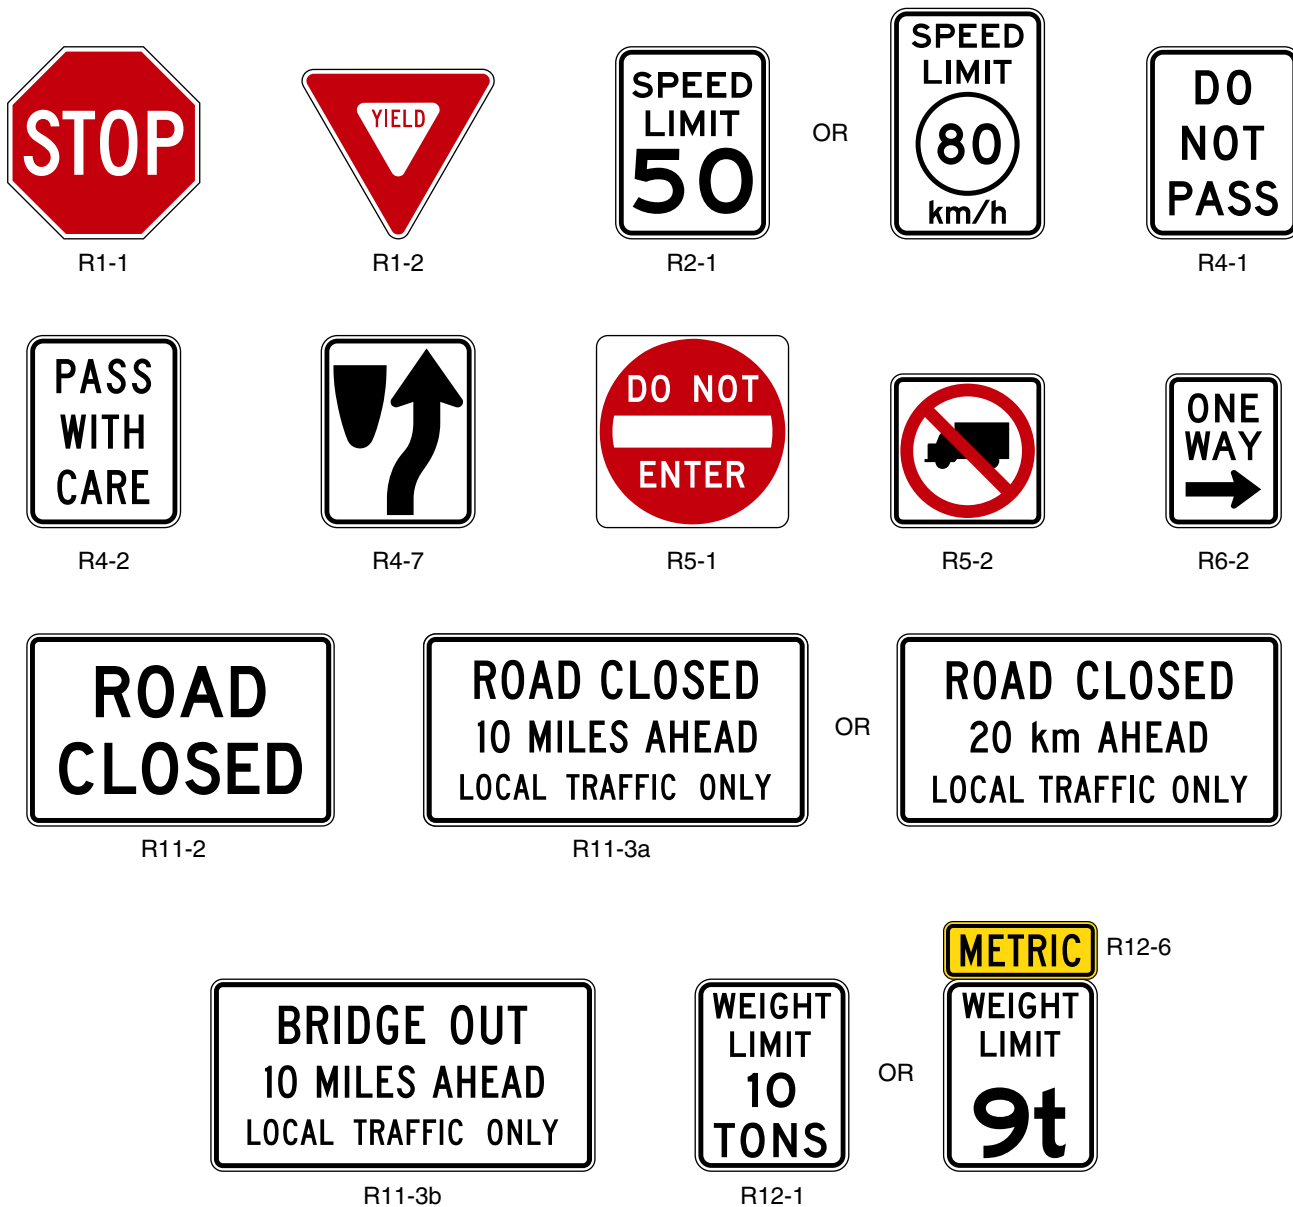 STOP
R1-1
YIELD
R1-2
SPEED
LIMIT
50
R2-1
OR
SPEED
LIMIT
80
km/h
DO
NOT
PASS
R4-1
PASS
WITH
CARE
R4-2
R4-7
DO NOT
ENTER
R5-1
R5-2
ONE
WAY
R6-2
ROAD
CLOSED
R11-2
ROAD CLOSED
10 MILES AHEAD
LOCAL TRAFFIC ONLY
R11-3a
OR
ROAD CLOSED
20 km AHEAD
LOCAL TRAFFIC ONLY
BRIDGE OUT
10 MILES AHEAD
LOCAL TRAFFIC ONLY
R11-3b
WEIGHT
LIMIT
10
TONS
R12-1
OR
METRIC
R12-6
WEIGHT
LIMIT
9t